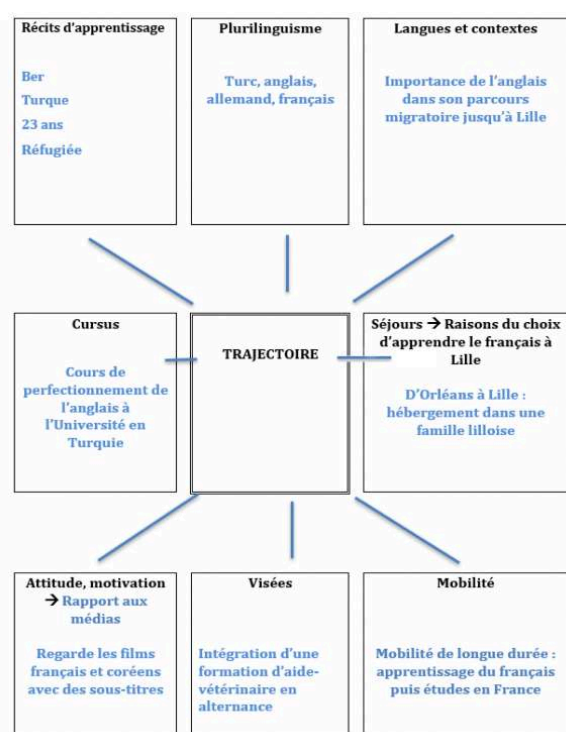 Récits d'apprentissage
Ber
Turque
23 ans
Réfugiée
Plurilinguisme
Turc, anglais,
allemand, français
Langues et contextes
Importance de l'anglais
dans son parcours
migratoire jusqu'à Lille
Cursus
Cours de
perfectionnement de
l'anglais à
l'Université en
Turquie
TRAJECTOIRE
Séjours → Raisons du choix
d'apprendre le français à
Lille
D'Orléans à Lille :
hébergement dans une
famille lilloise
Attitude, motivation
→ Rapport aux
médias
Regarde les films
français et coréens
avec des sous-titres
Visées
Intégration d'une
formation d'aide-
vétérinaire en
alternance
Mobilité
Mobilité de longue durée :
apprentissage du français
puis études en France